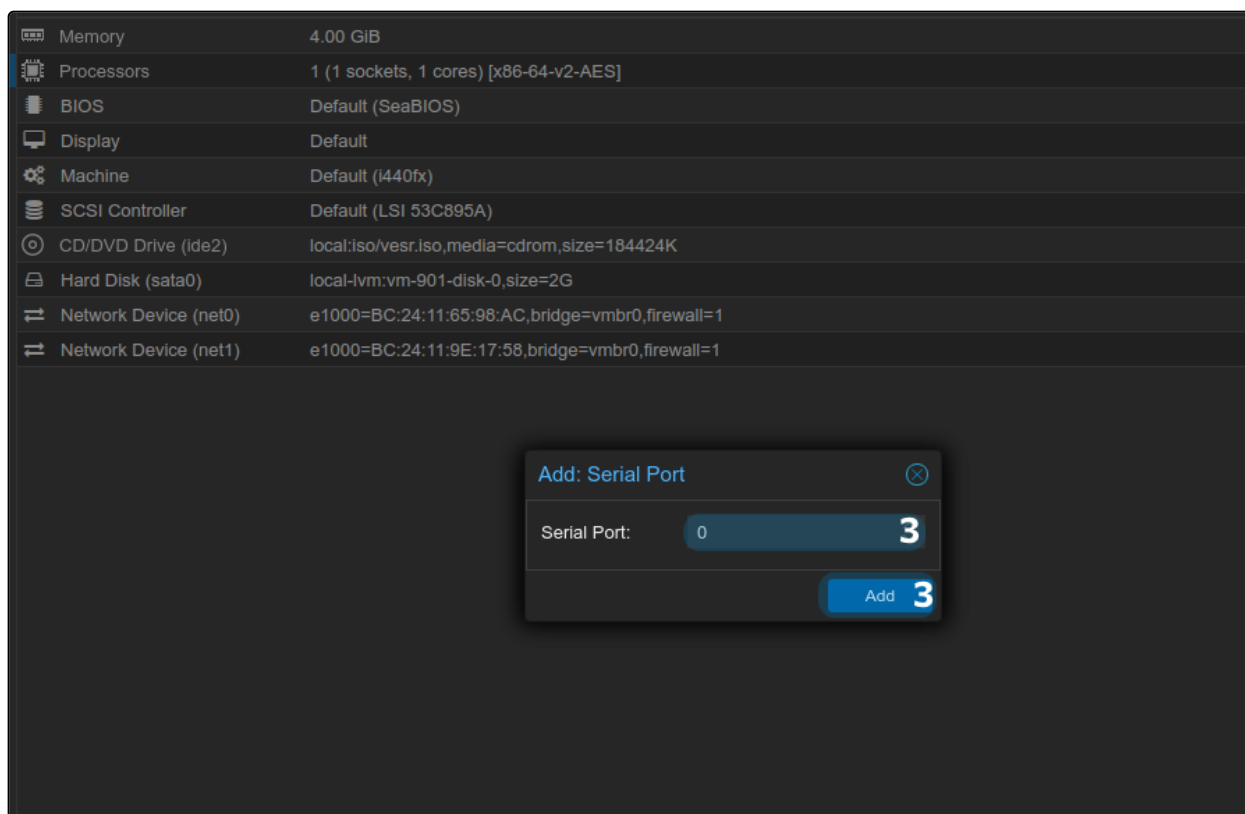 Memory 4.00 GiB
Processors 1 (1 sockets, 1 cores) [x86-64-v2-AES]
BIOS Default (SeaBIOS)
Display Default
Machine Default (i440fx)
SCSI Controller Default (LSI 53C895A)
CD/DVD Drive (ide2) local:iso/vesr.iso,media=cdrom,size=184424K
Hard Disk (sata0) local-lvm:vm-901-disk-0,size=2G
Network Device (net0) e1000=BC:24:11:65:98:AC,bridge=vmbr0,firewall=1
Network Device (net1) e1000=BC:24:11:9E:17:58,bridge=vmbr0,firewall=1
Add: Serial Port
Serial Port: 0 3
Add 3